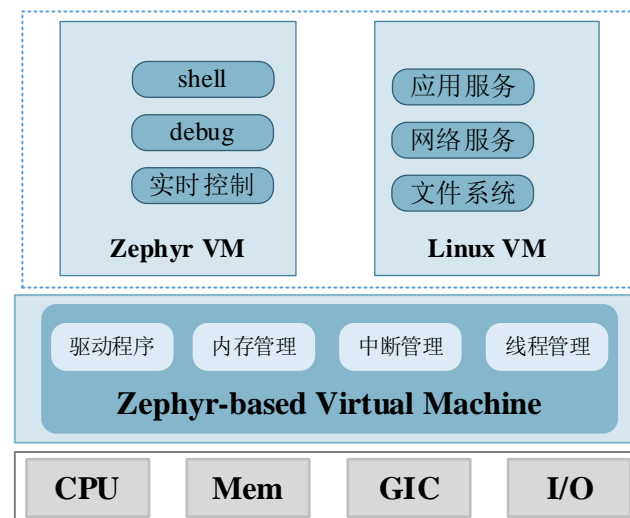 shell
debug
实时控制
Zephyr VM
应用服务
网络服务
文件系统
Linux VM
驱动程序
内存管理
中断管理
线程管理
Zephyr-based Virtual Machine
CPU
Mem
GIC
I/O